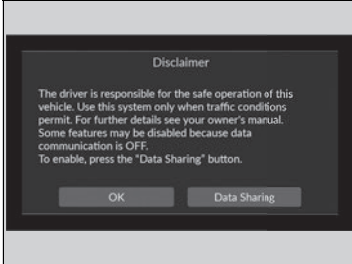 Disclaimer
The driver is responsible for the safe operation of this
vehicle. Use this system only when traffic conditions
permit. For further details see your owner's manual.
Some features may be disabled because data
communication is OFF.
To enable, press the "Data Sharing" button.
OK
Data Sharing